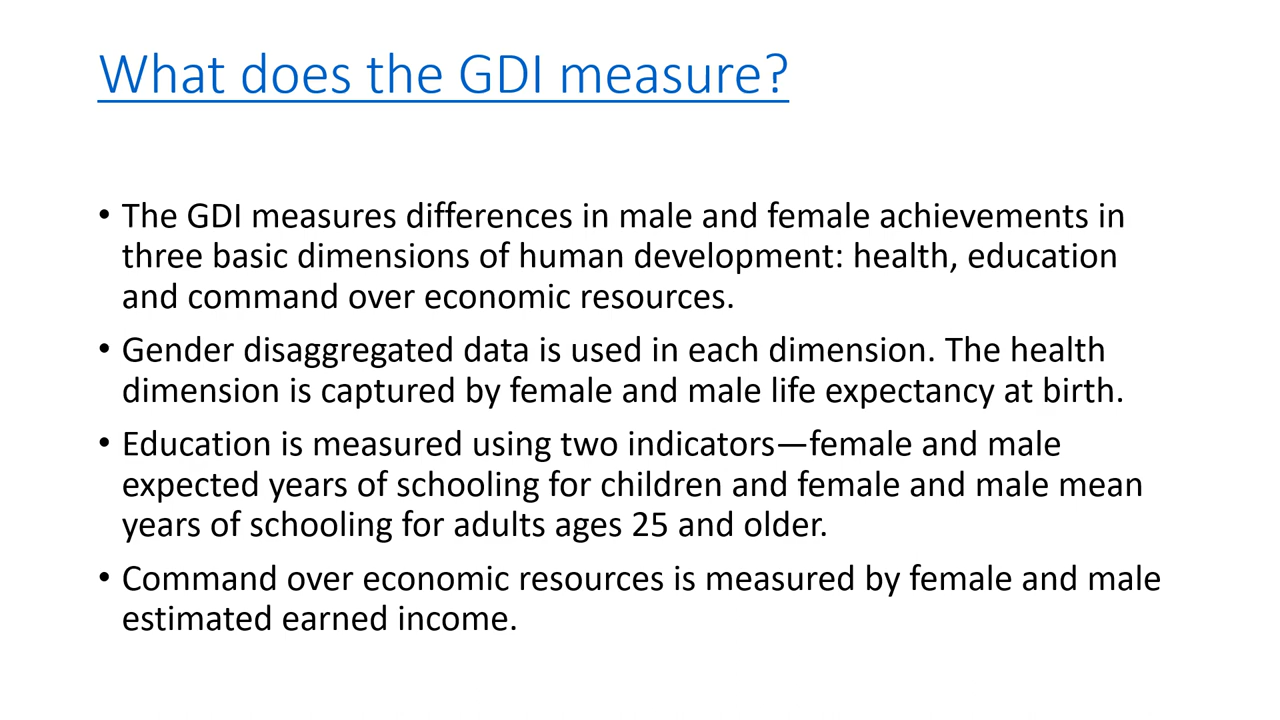 What does the GDI measure?
• The GDI measures differences in male and female achievements in
three basic dimensions of human development: health, education
and command over economic resources.
• Gender disaggregated data is used in each dimension. The health
dimension is captured by female and male life expectancy at birth.
• Education is measured using two indicators—female and male
expected years of schooling for children and female and male mean
years of schooling for adults ages 25 and older.
• Command over economic resources is measured by female and male
estimated earned income.